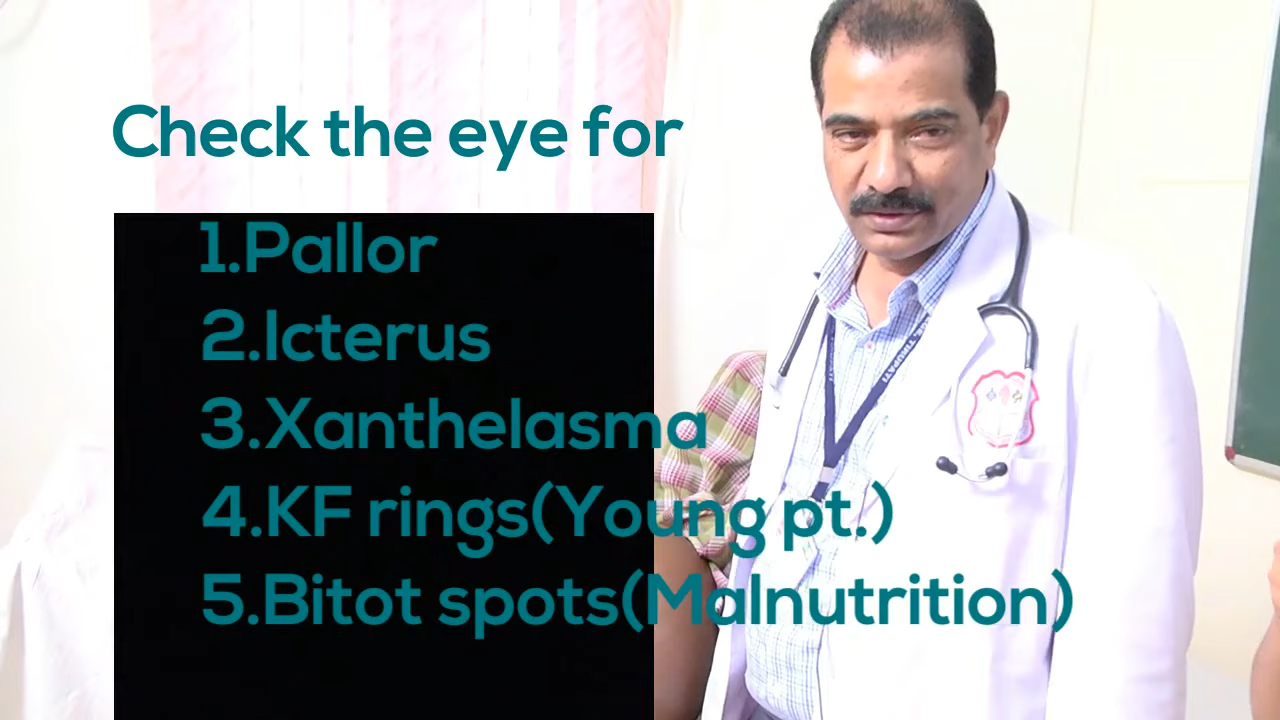 Check the eye for
1.Pallor
2.Icterus
3.Xanthelasma
4.KF rings(Young pt.)
5.Bitot spots(Malnutrition)
TIRUPATI